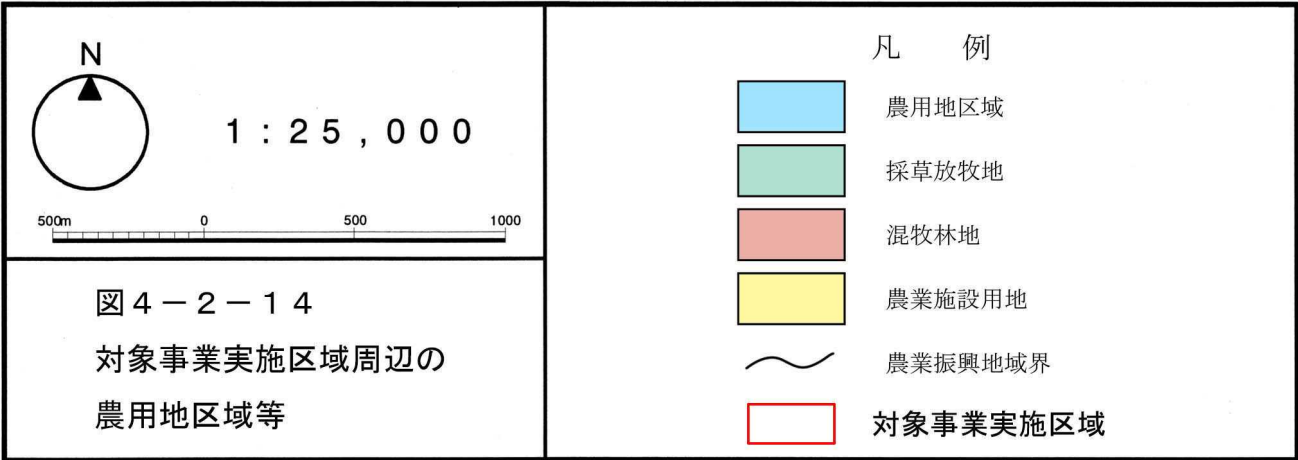 N
1:25,000
500m 0 500 1000
図4-2-14
対象事業実施区域周辺の
農用地区域等
凡 例
農用地区域
採草放牧地
混牧林地
農業施設用地
農業振興地域界
対象事業実施区域